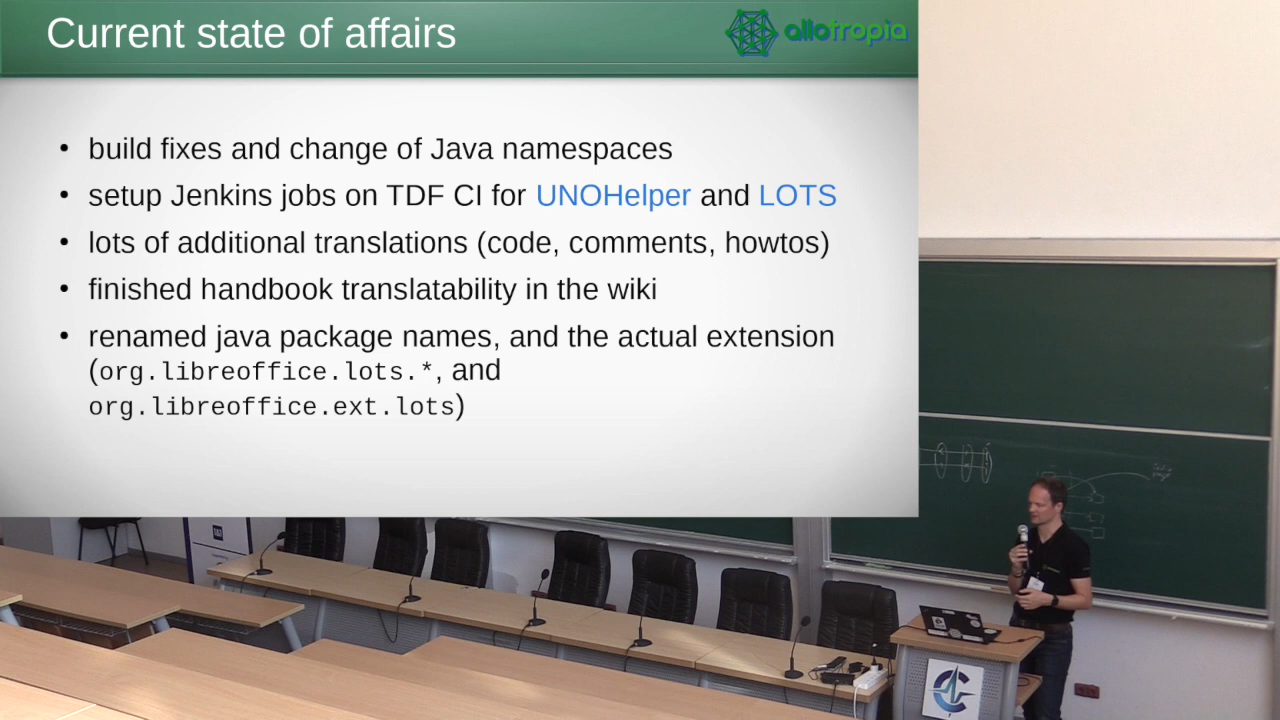 Current state of affairs
allotropia
• build fixes and change of Java namespaces
• setup Jenkins jobs on TDF CI for UNOHelper and LOTS
• lots of additional translations (code, comments, howtos)
• finished handbook translatability in the wiki
• renamed java package names, and the actual extension
(org.libreoffice.lots.*, and
org.libreoffice.ext.lots)